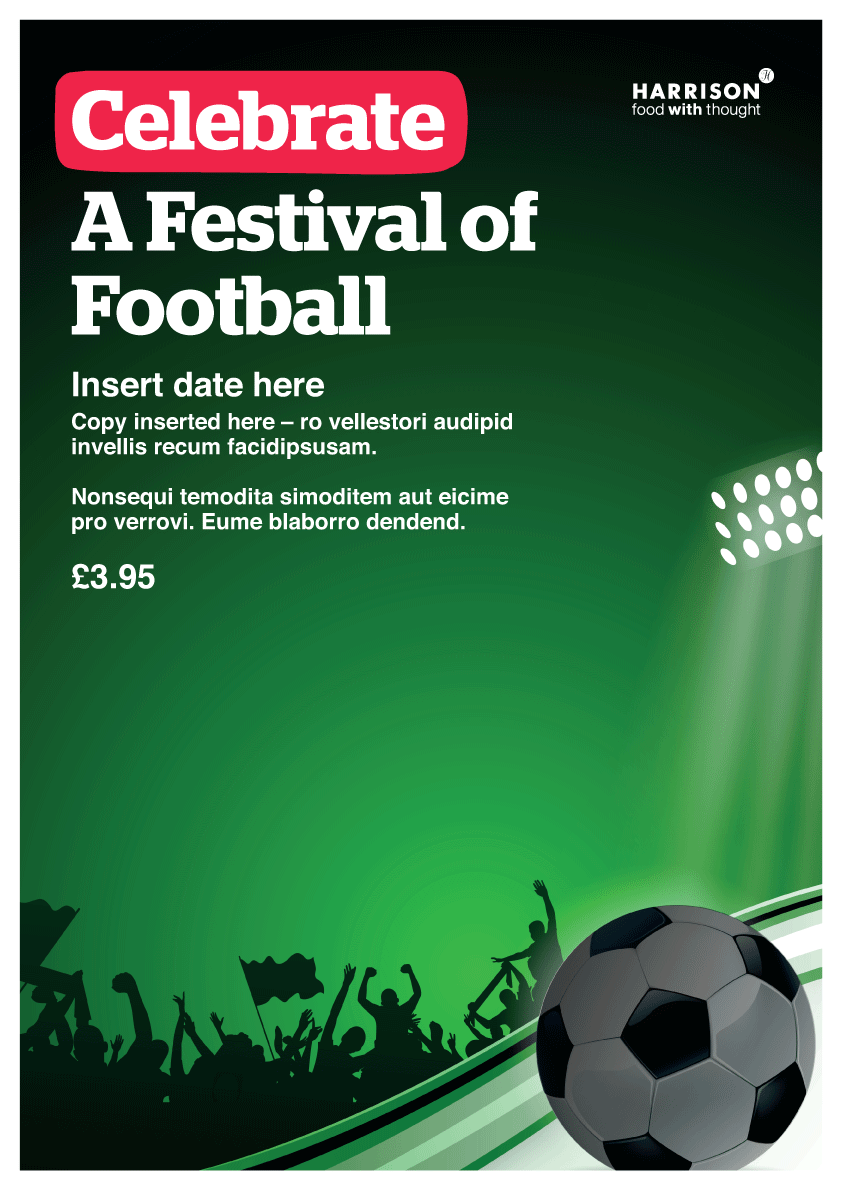 Celebrate
HARRISON
food with thought
A Festival of
Football
Insert date here
Copy inserted here – ro vellestori audipid
invellis recum facidipsusam.
Nonsequi temodita simoditem aut eicime
pro verrovi. Eume blaborro dendend.
£3.95